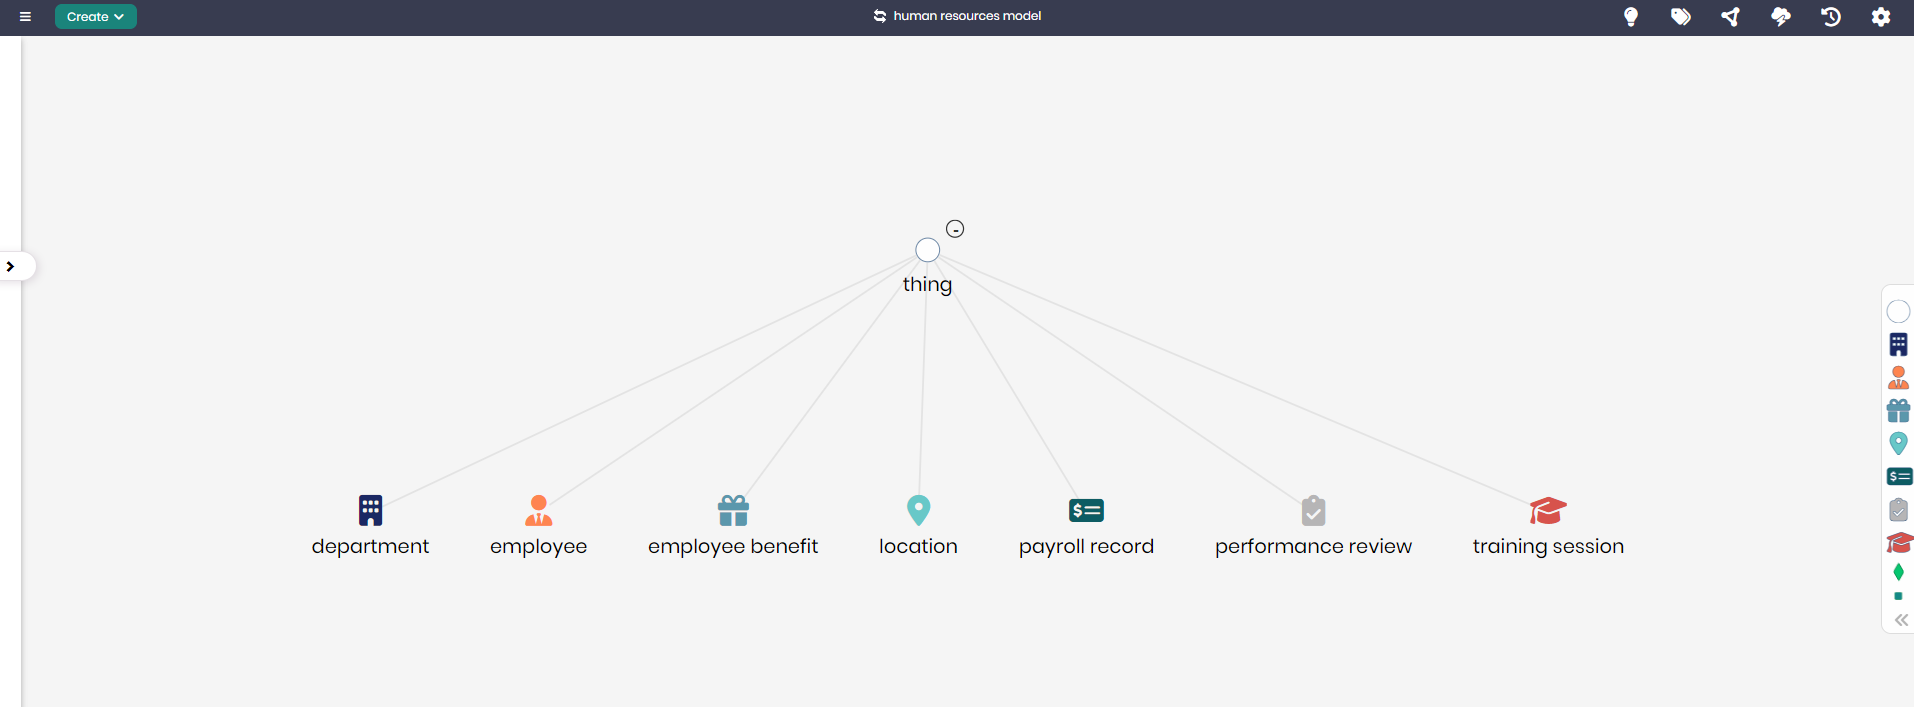 Create
human resources model
thing
department
employee
employee benefit
location
payroll record
performance review
training session